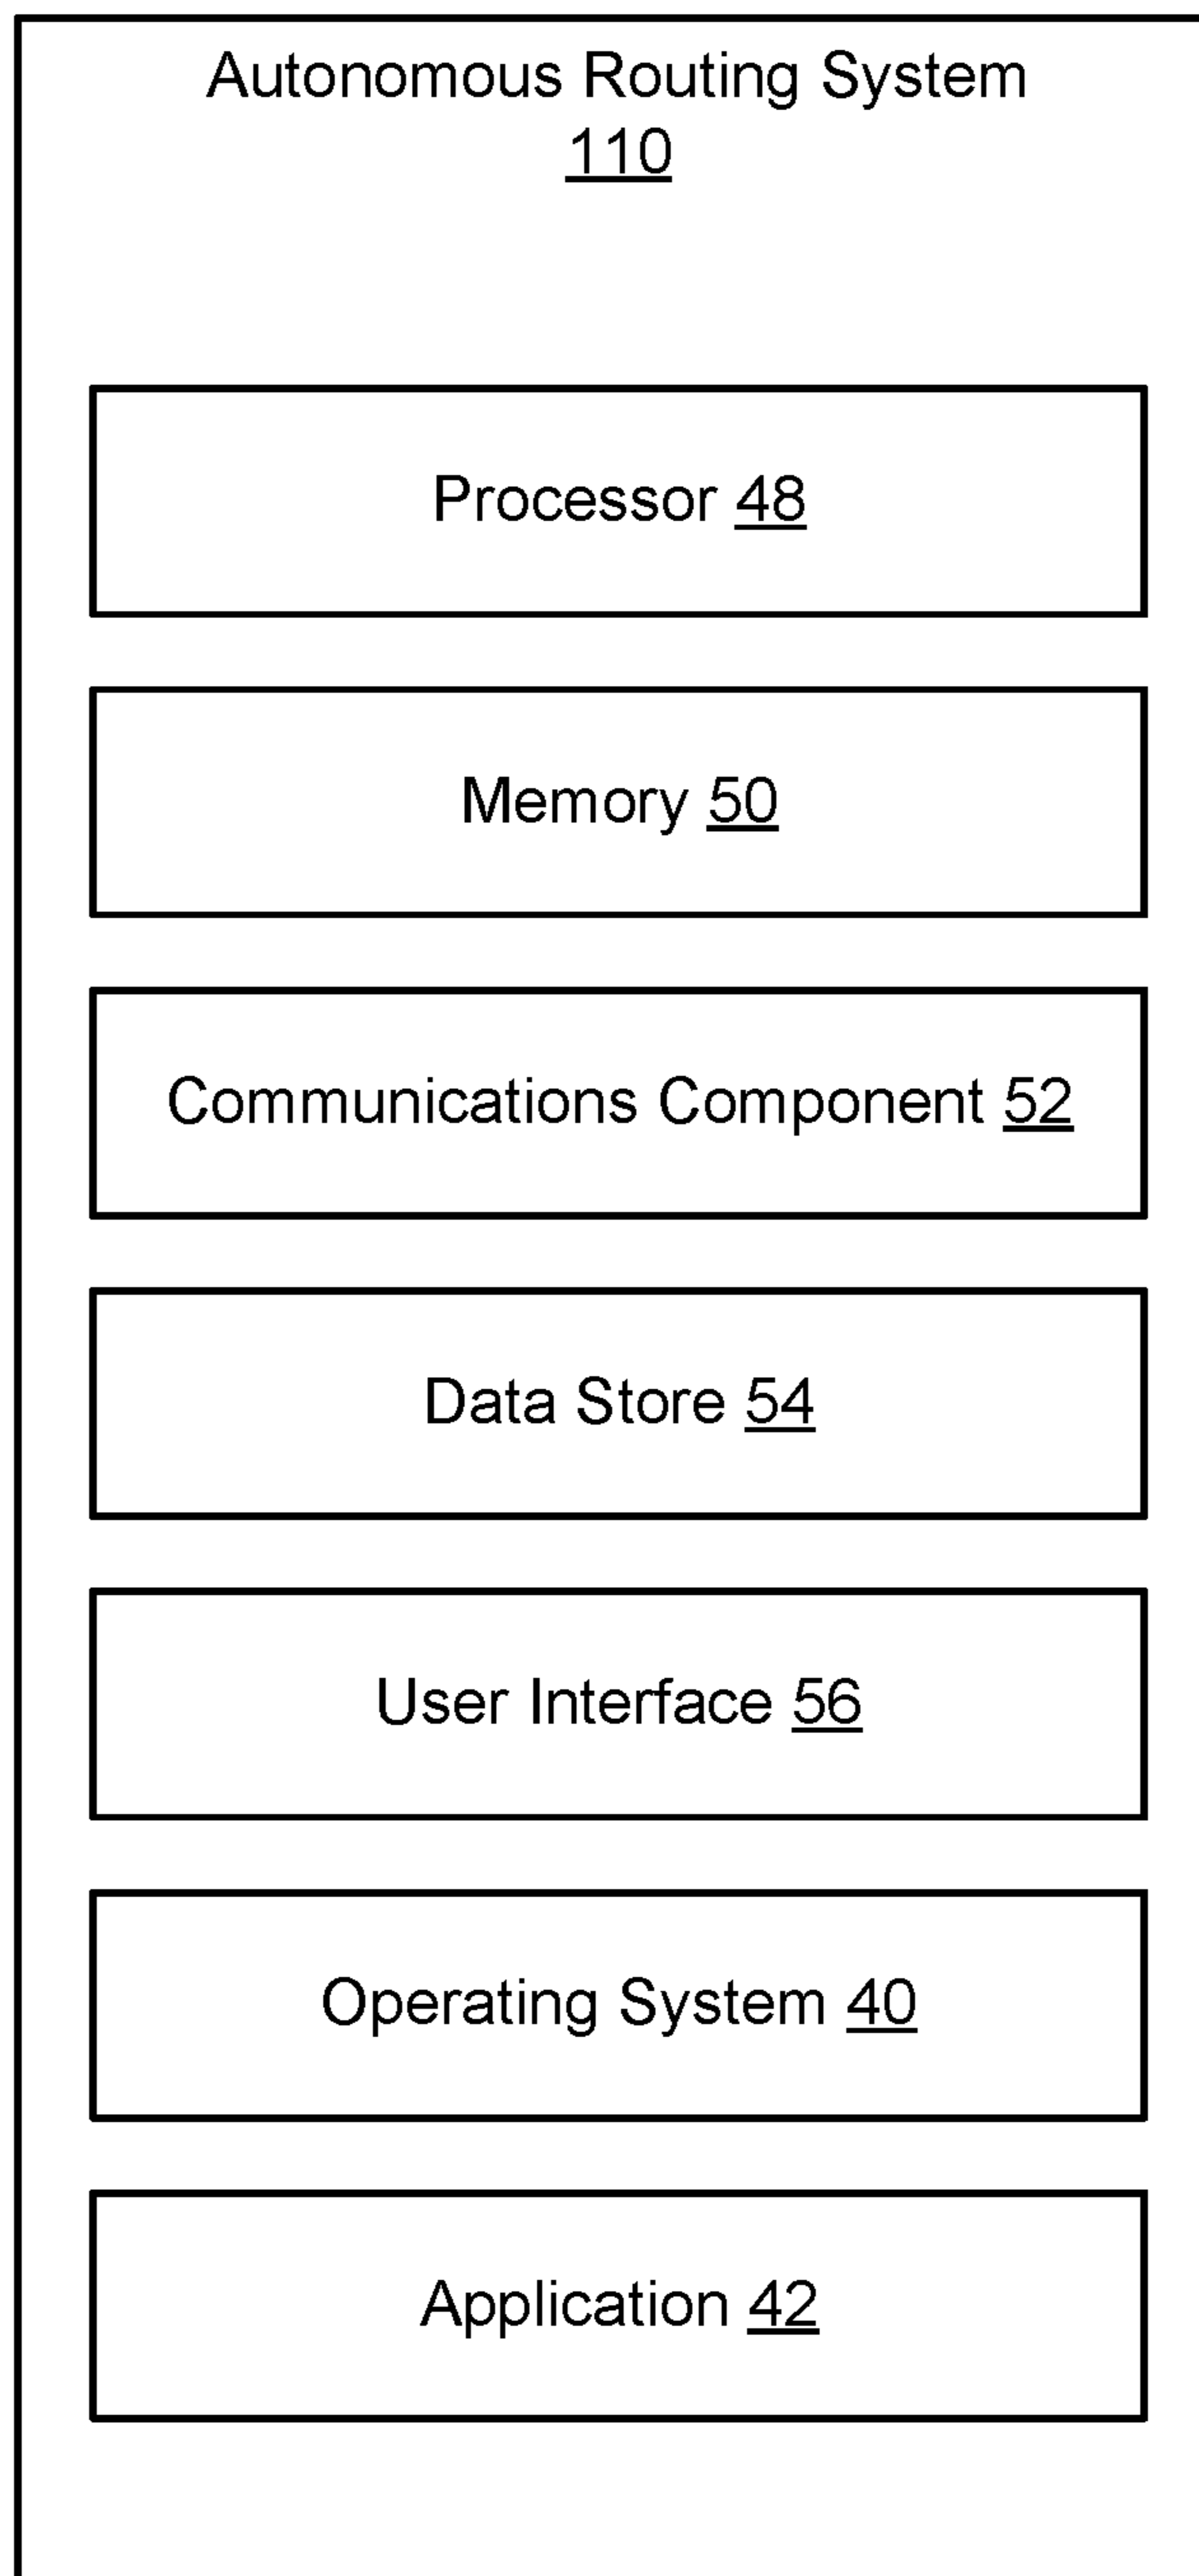 Autonomous Routing System
110
Processor 48
Memory 50
Communications Component 52
Data Store 54
User Interface 56
Operating System 40
Application 42